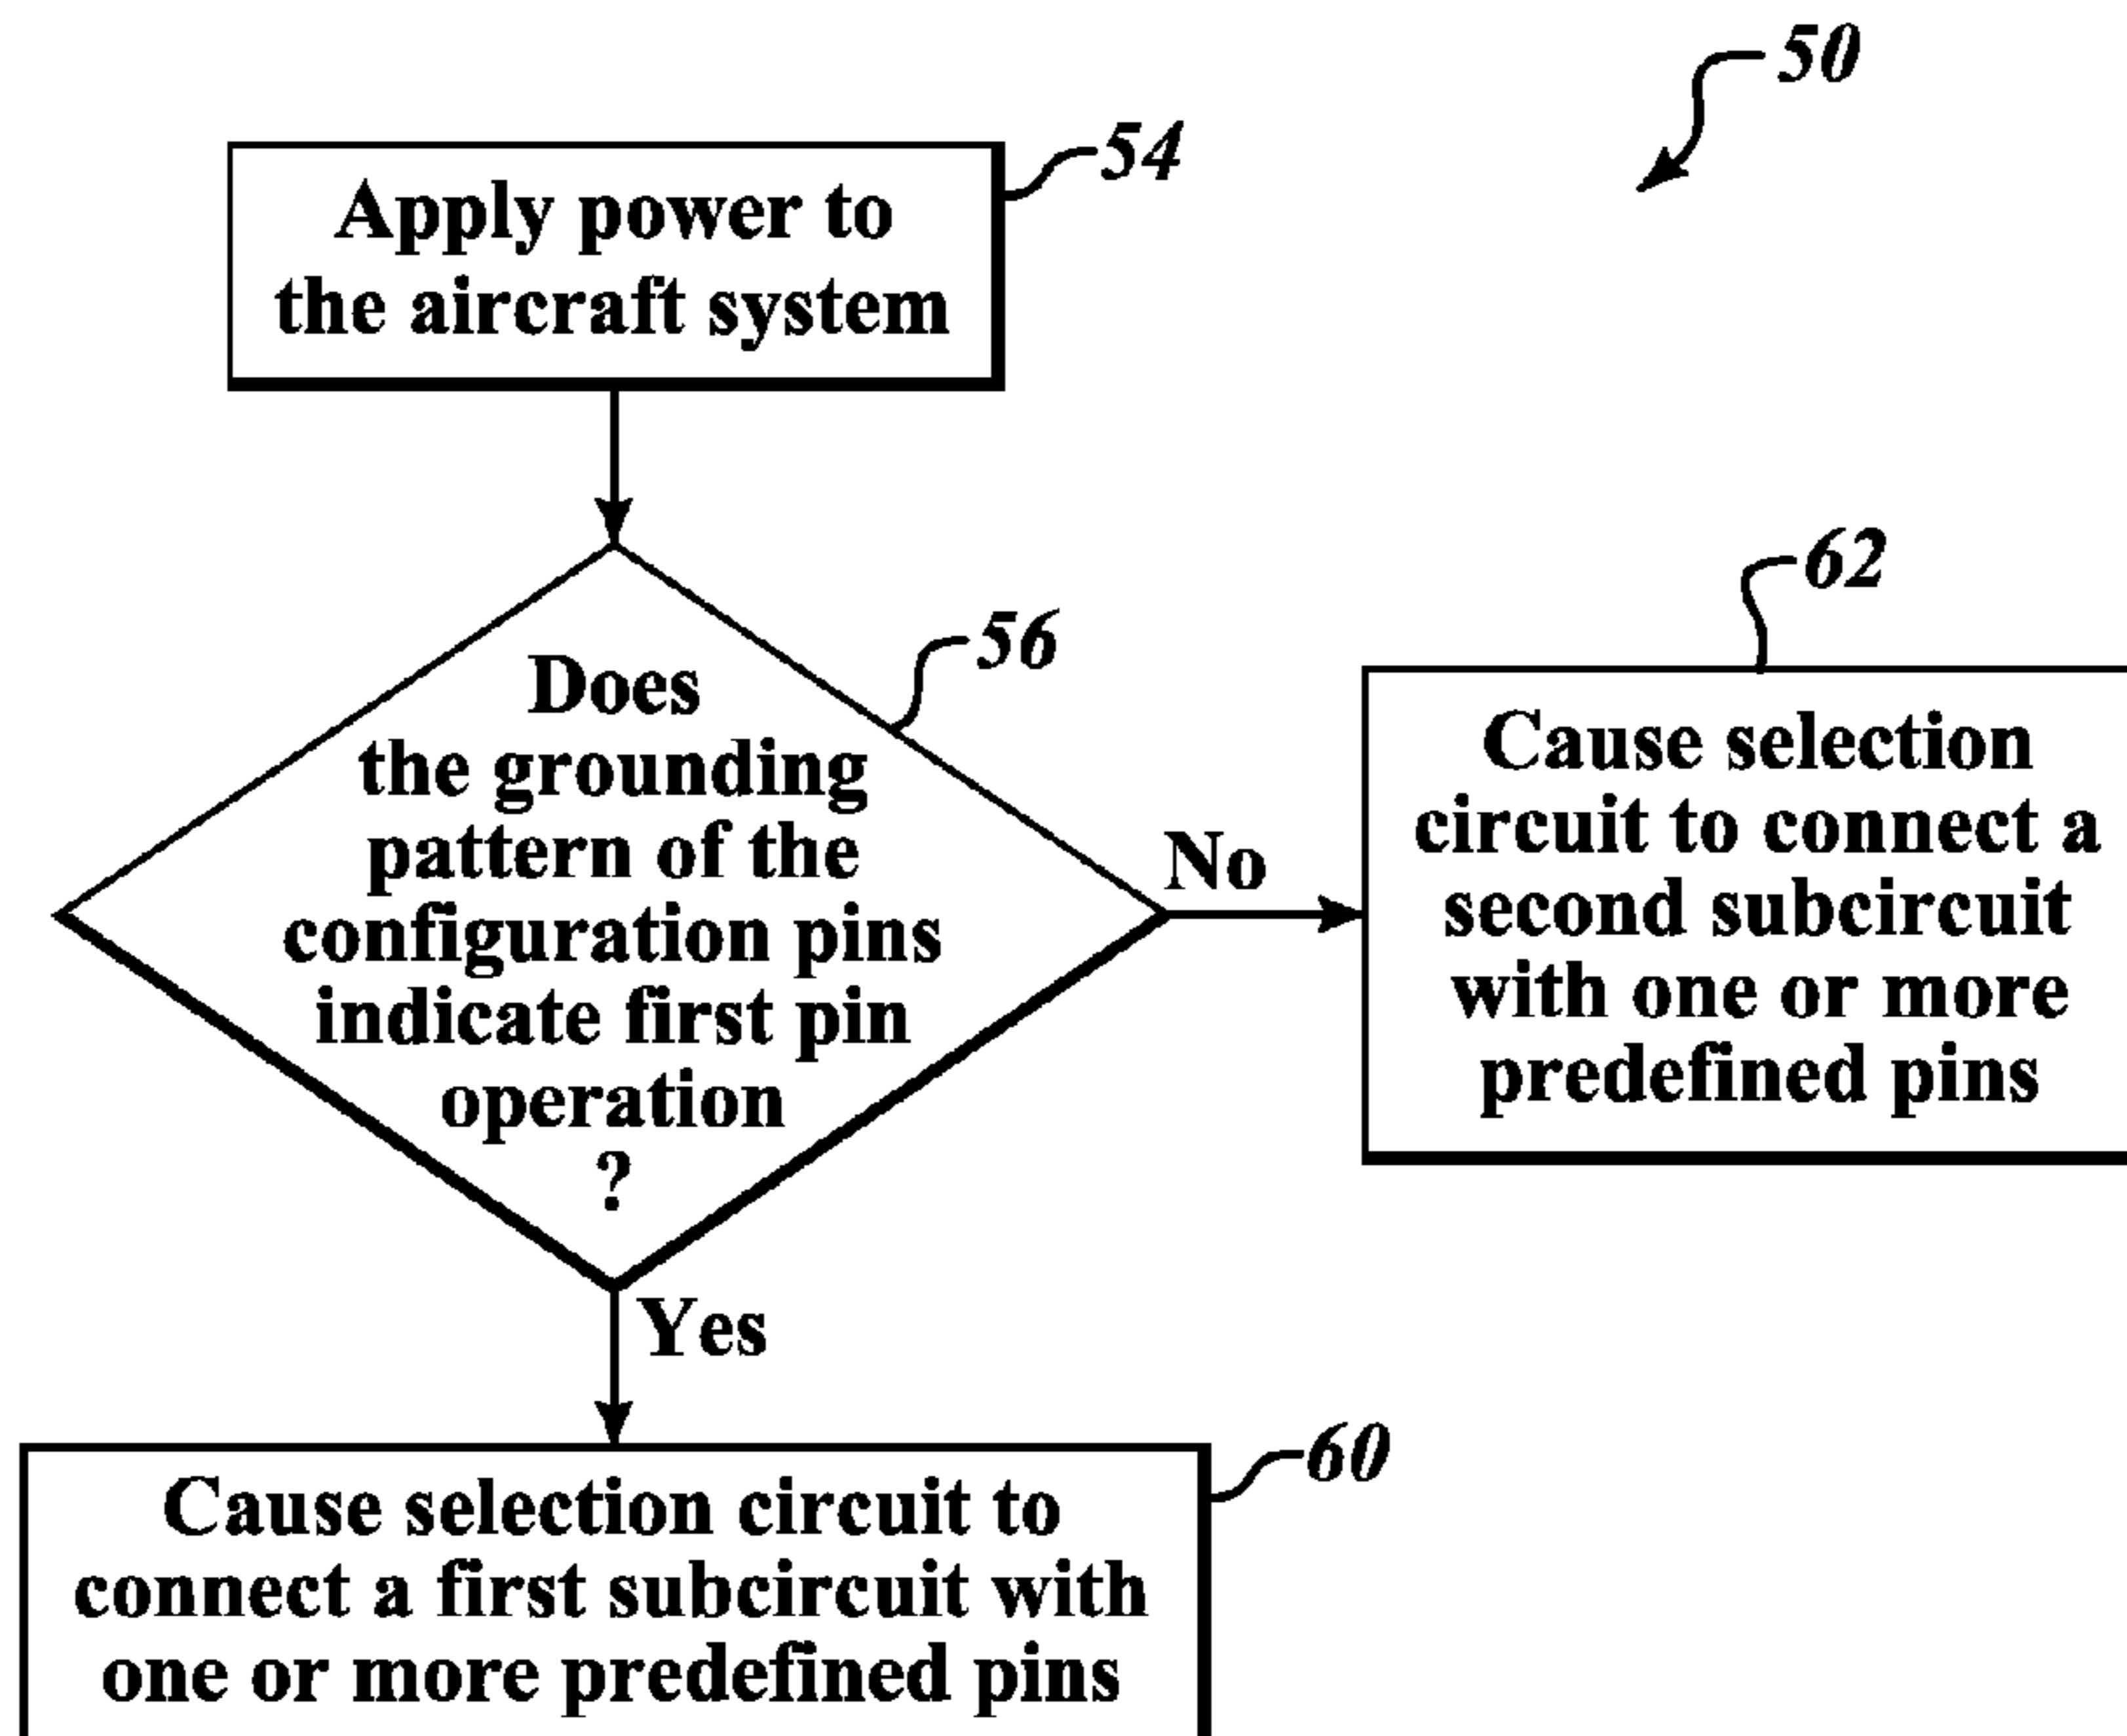 50
54
Apply power to
the aircraft system
56
Does
the grounding
pattern of the
configuration pins
indicate first pin
operation
?
No
62
Cause selection
circuit to connect a
second subcircuit
with one or more
predefined pins
Yes
60
Cause selection circuit to
connect a first subcircuit with
one or more predefined pins